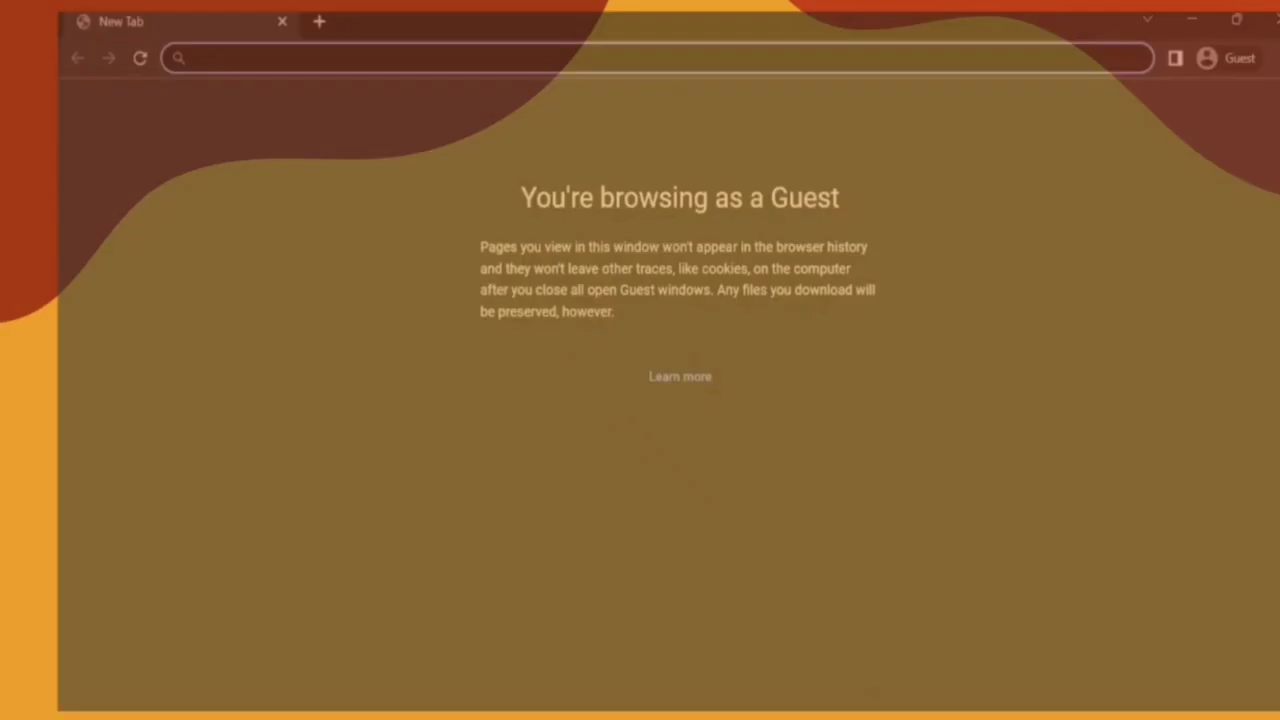 New Tab
Guest
You're browsing as a Guest
Pages you view in this window won't appear in the browser history
and they won't leave other traces, like cookies, on the computer
after you close all open Guest windows. Any files you download will
be preserved, however.
Learn more